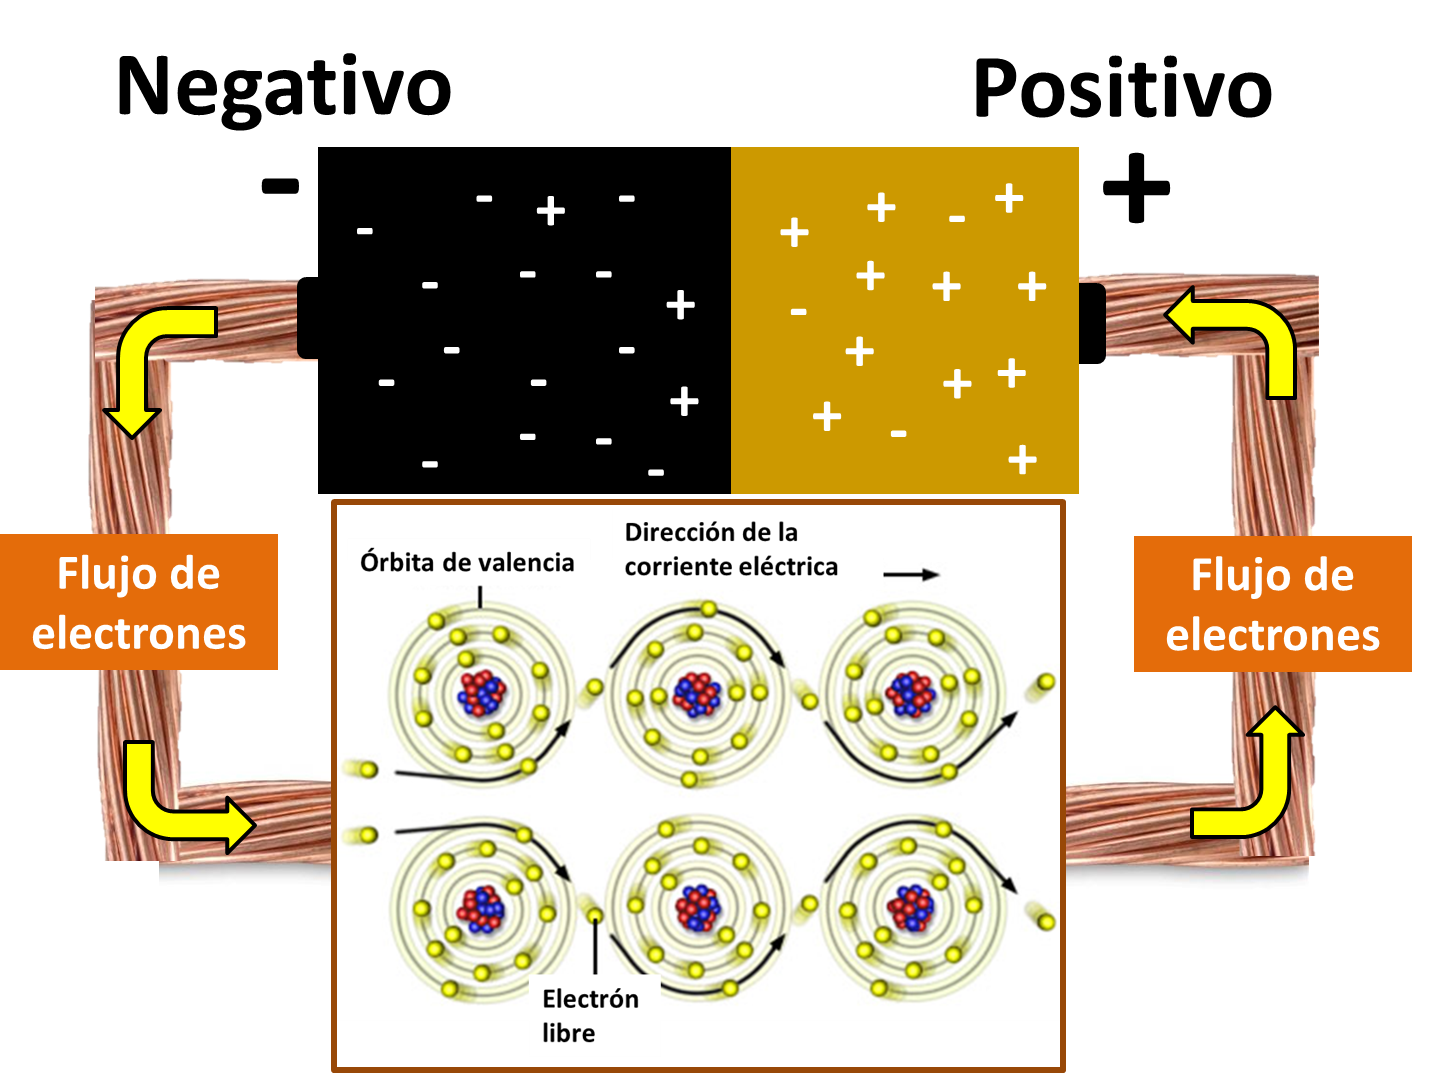 Negativo
Positivo
-
+
Órbita de valencia
Dirección de la
corriente eléctrica
Flujo de
electrones
Flujo de
electrones
Electrón
libre